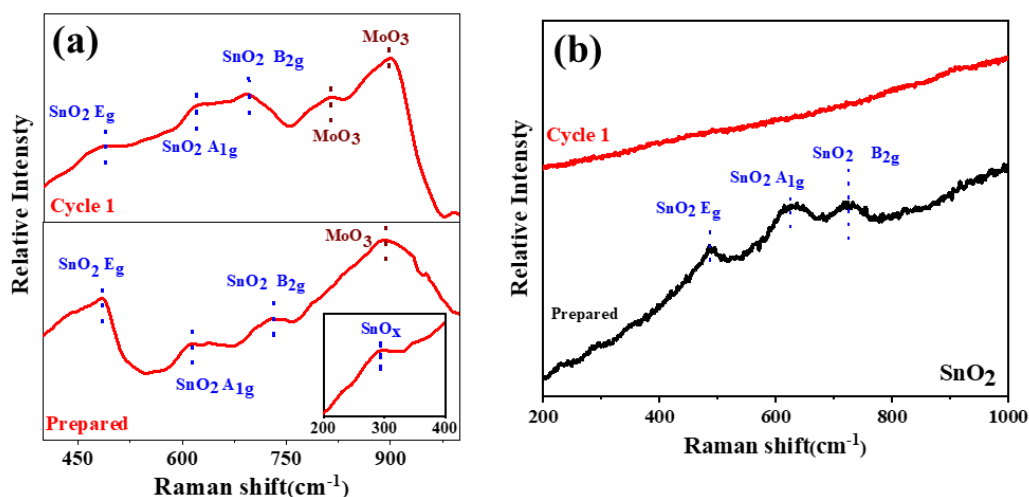 (a)
MoO3
SnO2 B2g
SnO2 Eg
MoO3
SnO2 A1g
Cycle 1
MoO3
SnO2 Eg
SnO2 B2g
SnOx
SnO2 A1g
200 300 400
Prepared
450 600 750 900
Raman shift(cm-1)
Relative Intensty
(b)
Cycle 1
SnO2 B2g
SnO2 A1g
SnO2 Eg
Prepared
SnO2
200 400 600 800 1000
Raman shift(cm-1)
Relative Intensty